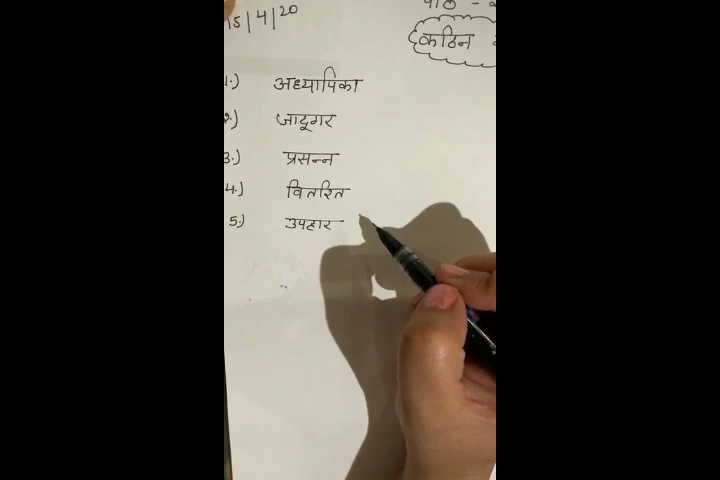 15/4/20
पाठ -
कठिन
1.) अध्यापिका
2.) जादूगर
3.) प्रसन्न
4.) वितरित
5.) उपहार